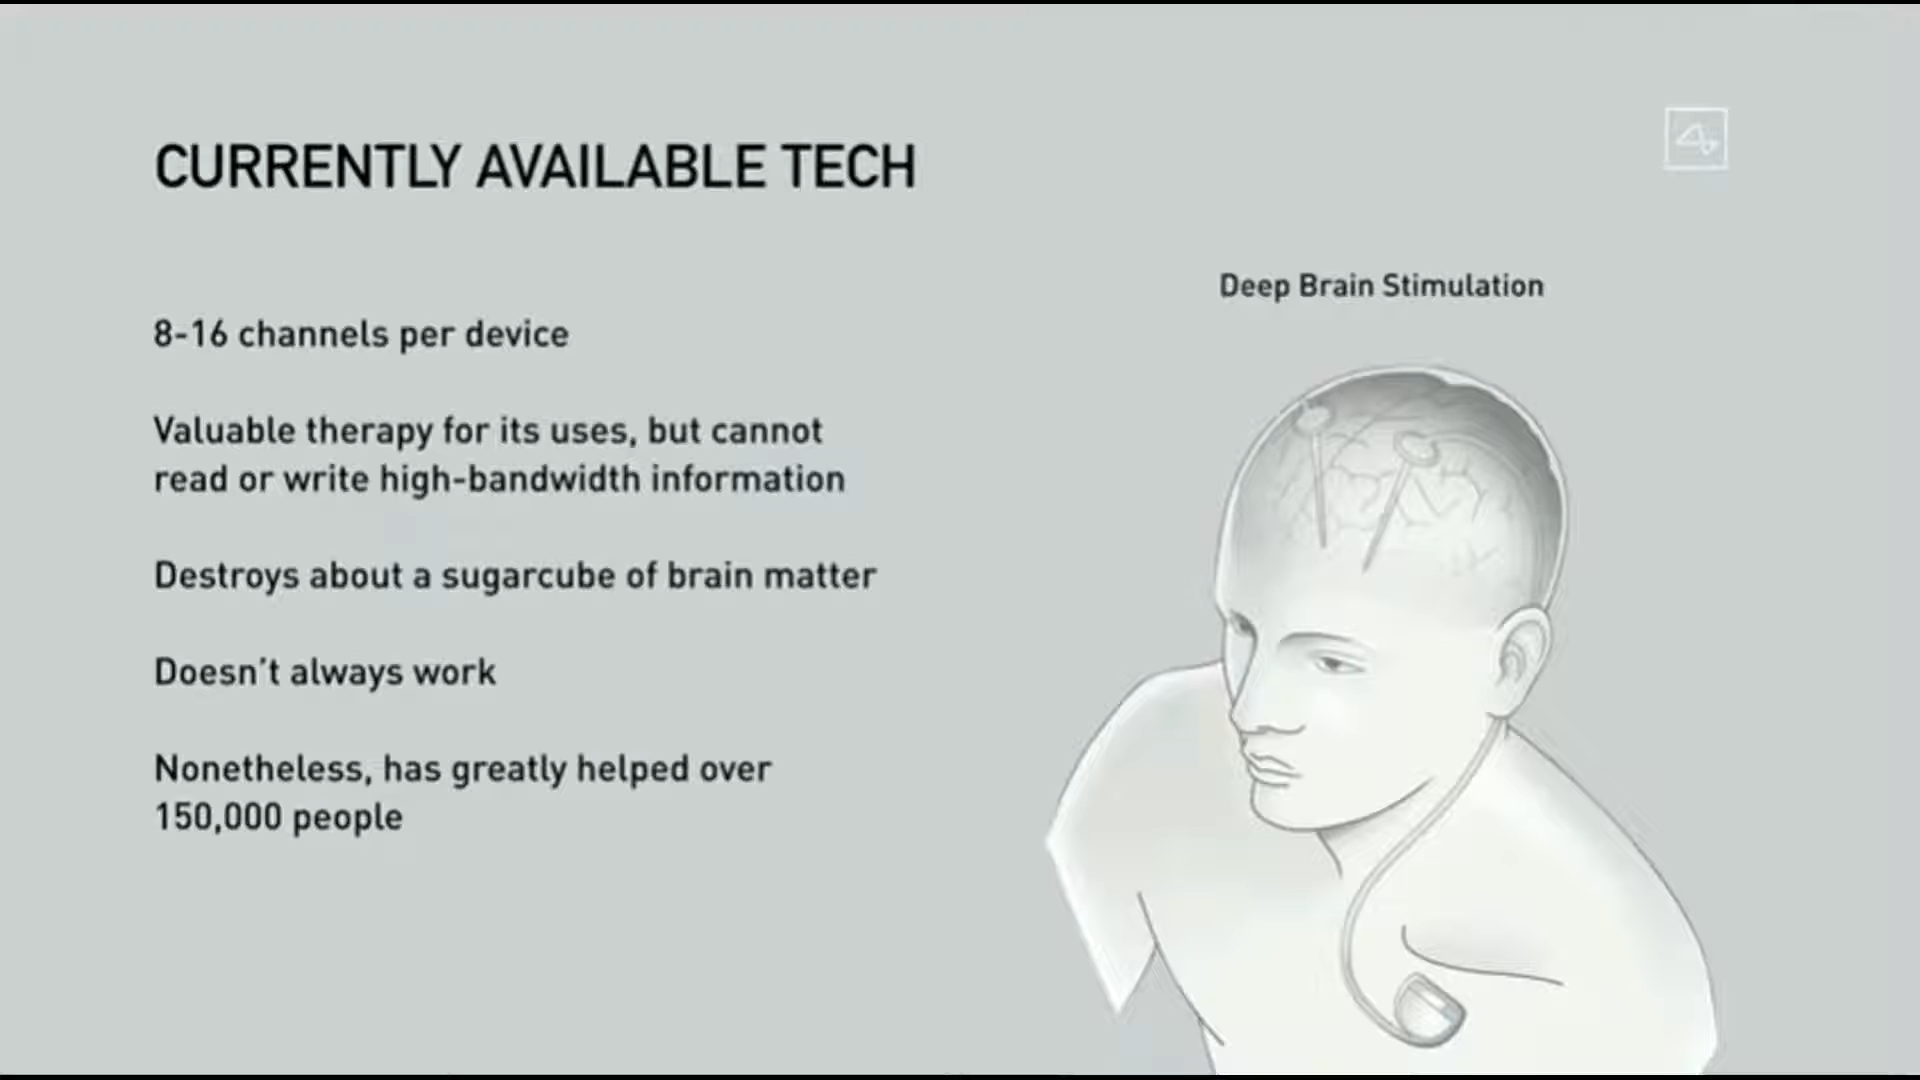 CURRENTLY AVAILABLE TECH
8-16 channels per device
Valuable therapy for its uses, but cannot
read or write high-bandwidth information
Destroys about a sugarcube of brain matter
Doesn't always work
Nonetheless, has greatly helped over
150,000 people
Deep Brain Stimulation